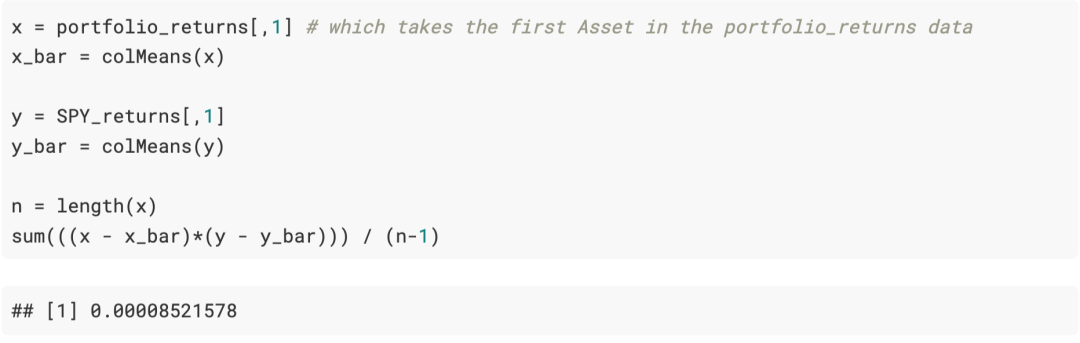 x = portfolio_returns[,1] # which takes the first Asset in the portfolio_returns data
x_bar = colMeans(x)
y = SPY_returns[,1]
y_bar = colMeans(y)
n = length(x)
sum(((x - x_bar)*(y - y_bar))) / (n-1)
## [1] 0.00008521578